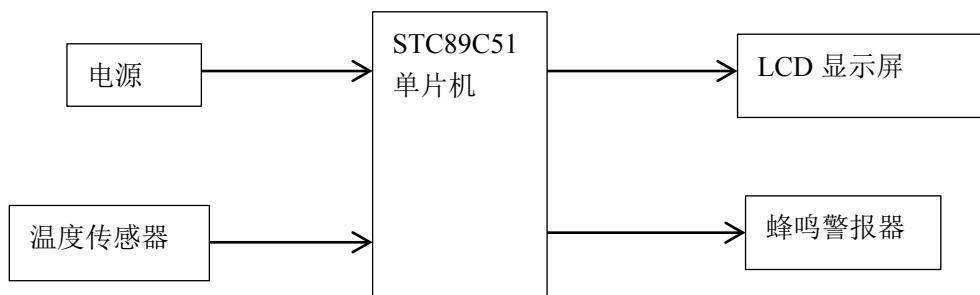 电源
STC89C51
单片机
LCD 显示屏
温度传感器
蜂鸣警报器